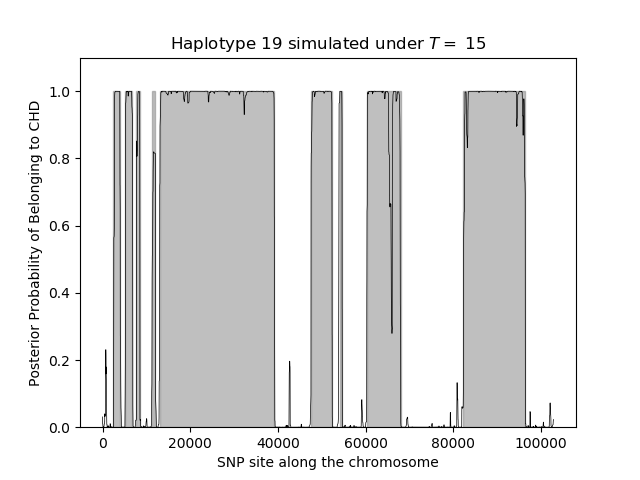 Haplotype 19 simulated under T = 15
Posterior Probability of Belonging to CHD
1.0
0.8
0.6
0.4
0.2
0.0
0 20000 40000 60000 80000 100000
SNP site along the chromosome